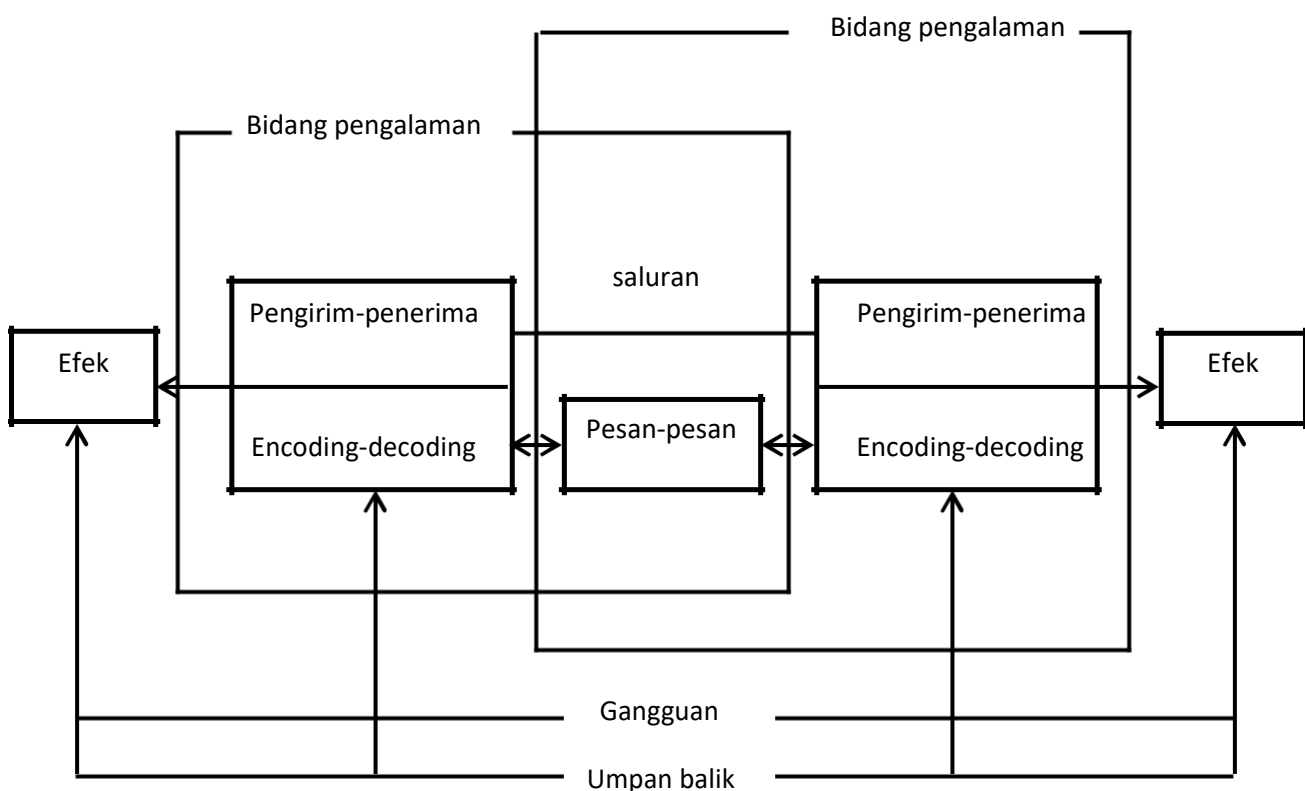 Bidang pengalaman
Bidang pengalaman
saluran
Pengirim-penerima
Pengirim-penerima
Efek
Efek
Pesan-pesan
Encoding-decoding
Encoding-decoding
Gangguan
Umpan balik